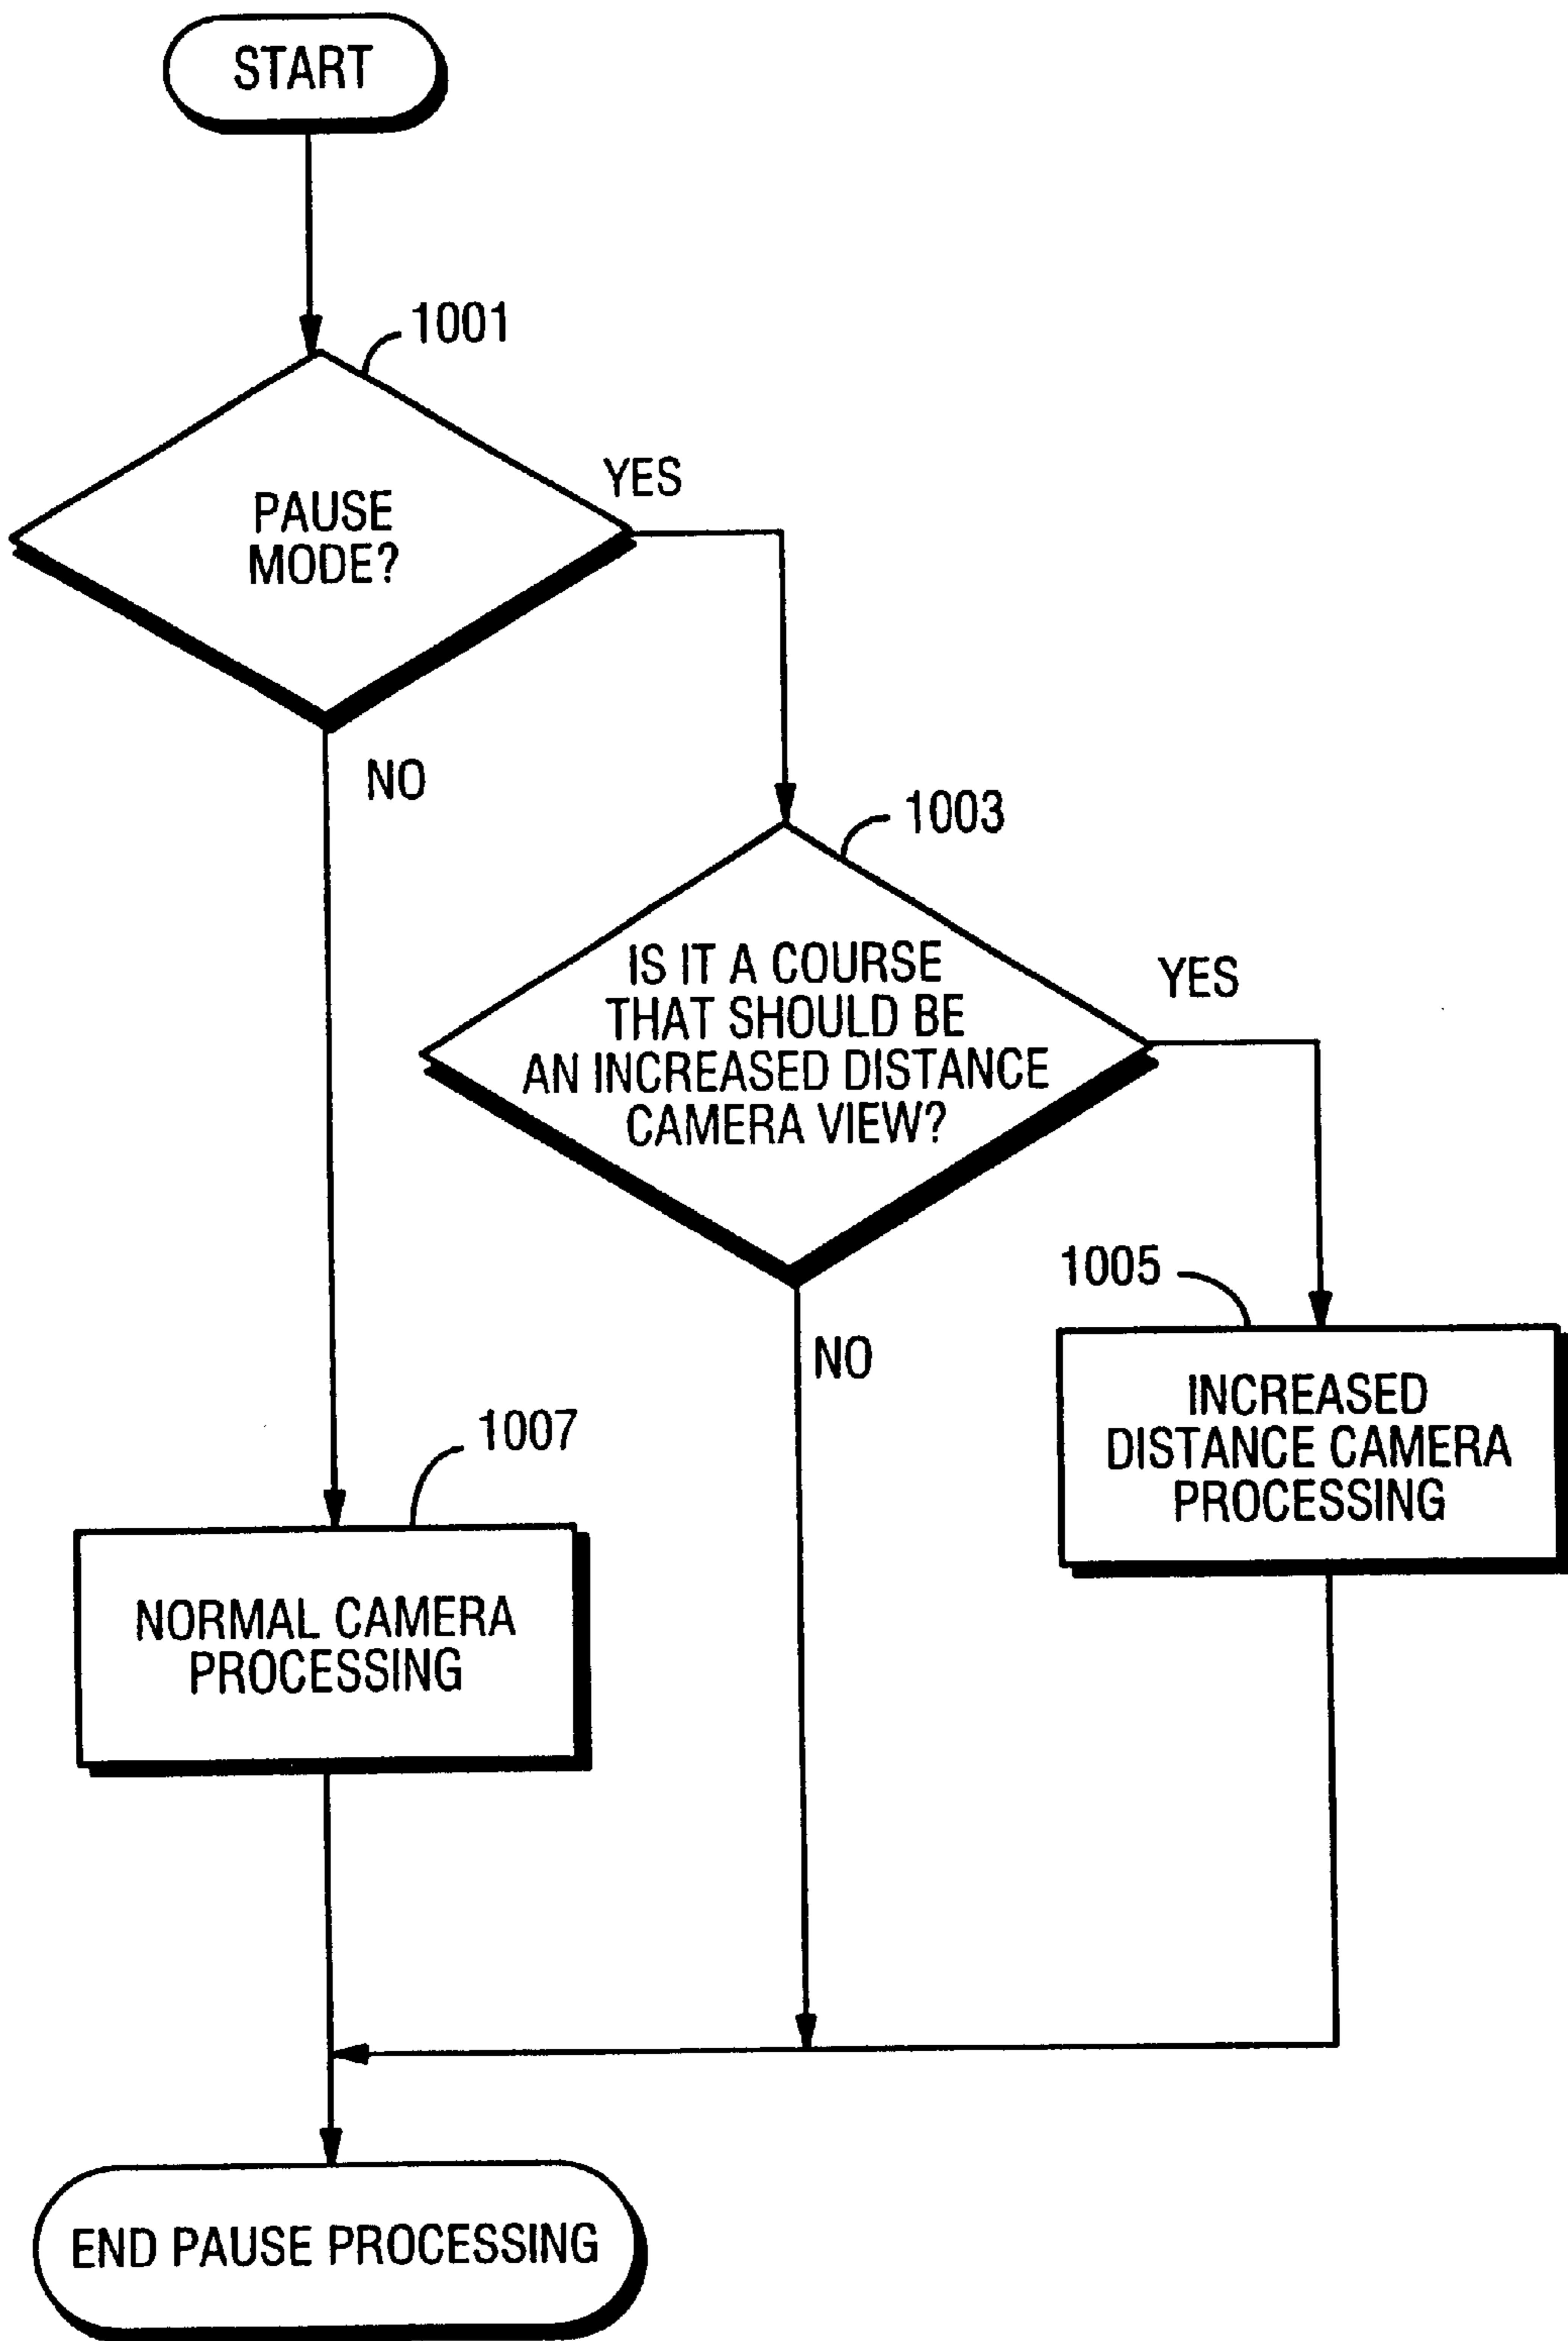 START
1001
PAUSE
MODE?
YES
NO
1003
IS IT A COURSE
THAT SHOULD BE
AN INCREASED DISTANCE
CAMERA VIEW?
YES
NO
1005
INCREASED
DISTANCE CAMERA
PROCESSING
1007
NORMAL CAMERA
PROCESSING
END PAUSE PROCESSING